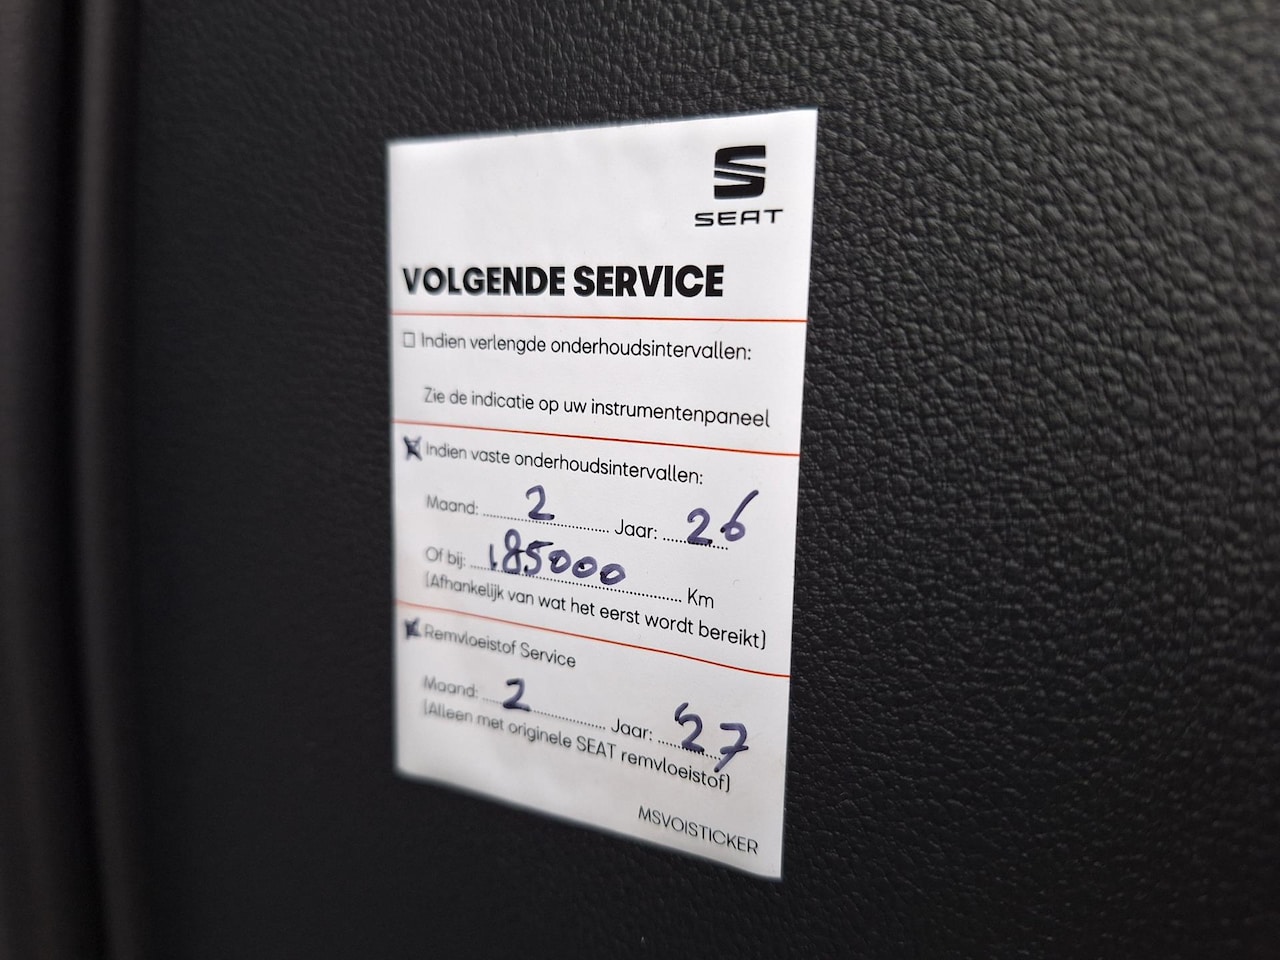 SEAT
VOLGENDE SERVICE
☐ Indien verlengde onderhoudsintervallen:
Zie de indicatie op uw instrumentenpaneel
☒ Indien vaste onderhoudsintervallen:
Maand: 2 Jaar: 26
Of bij: 185000 Km
(Afhankelijk van wat het eerst wordt bereikt)
☒ Remvloeistof Service
Maand: 2 Jaar: '27
(Alleen met originele SEAT remvloeistof)
MSVOISTICKER